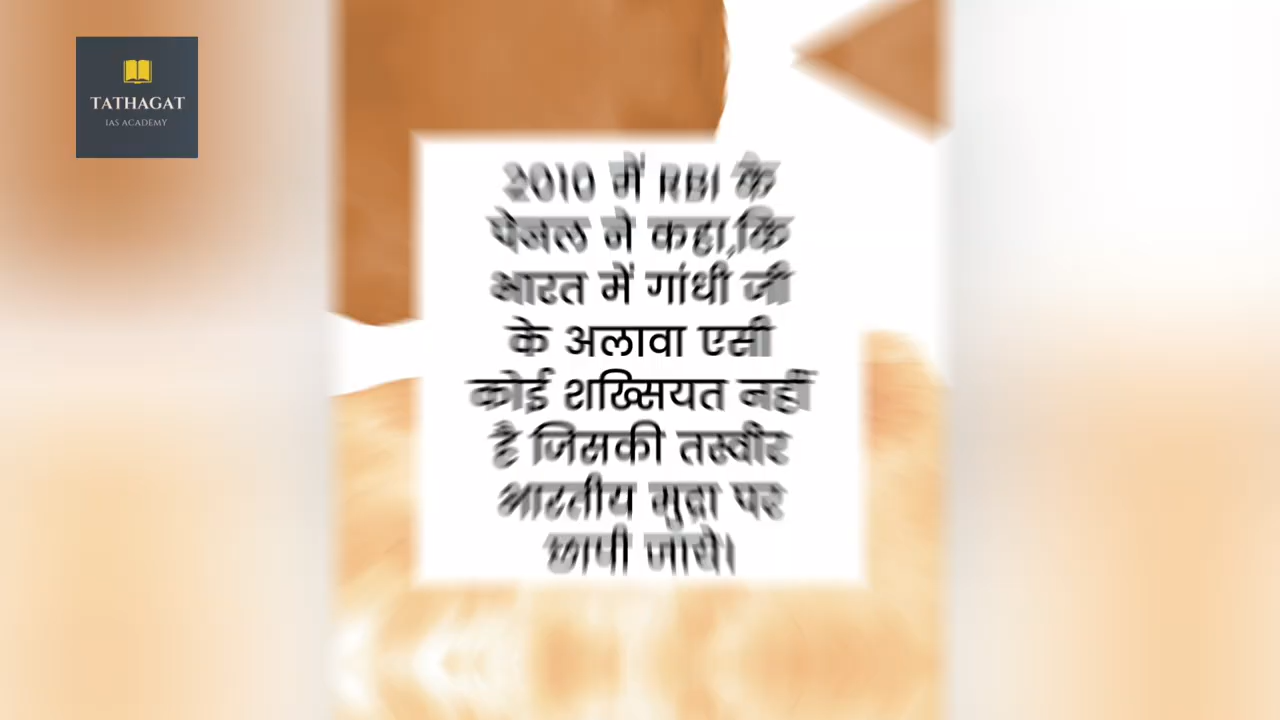 TATHAGAT
IAS ACADEMY
2010 में RBI के
पेनल ने कहा,कि
भारत में गांधी जी
के अलावा एसी
कोई शख्सियत नहीं
है जिसकी तस्वीर
भारतीय मुद्रा पर
छापी जाये।